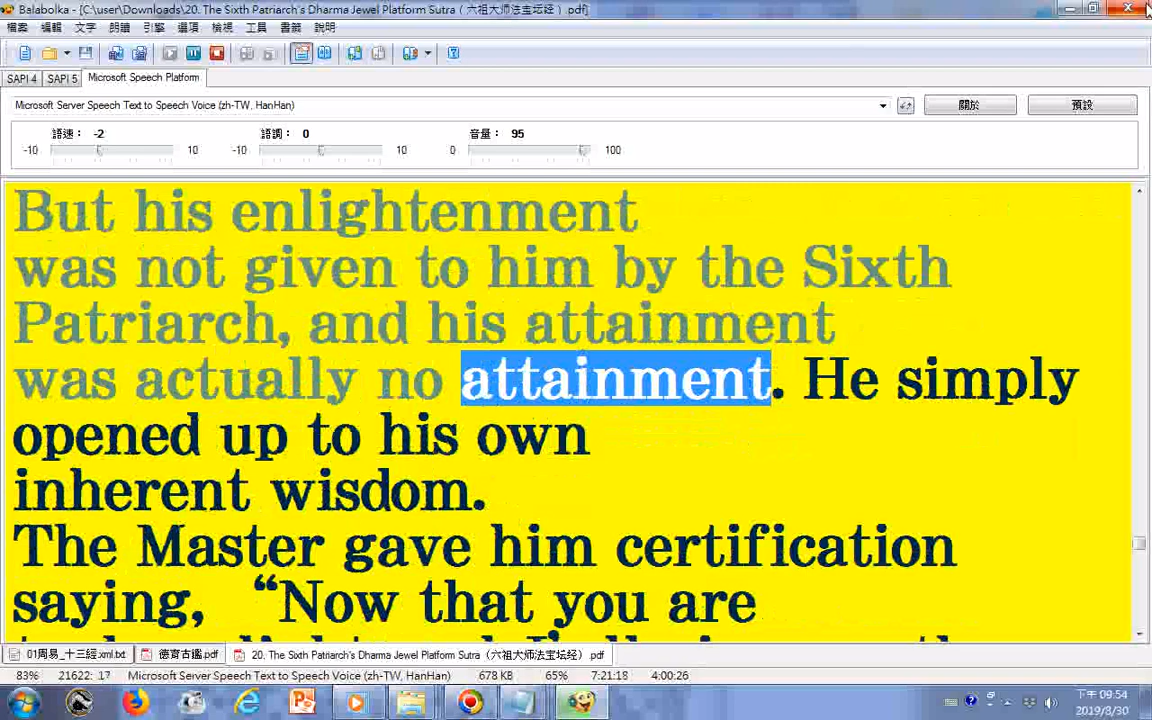 Balabolka - [C:\user\Downloads\20. The Sixth Patriarch's Dharma Jewel Platform Sutra（六祖大师法宝坛经）.pdf]
檔案 編輯 文字 朗讀 引擎 選項 檢視 工具 書籤 說明
SAPI 4 SAPI 5 Microsoft Speech Platform
Microsoft Server Speech Text to Speech Voice (zh-TW, HanHan) 關於 預設
語速： -2 語調： 0 音量： 95
-10 10 -10 10 0 100
But his enlightenment
was not given to him by the Sixth
Patriarch, and his attainment
was actually no attainment. He simply
opened up to his own
inherent wisdom.
The Master gave him certification
saying, “Now that you are
01周易_十三經.xml.txt 德育古鑑.pdf 20. The Sixth Patriarch's Dharma Jewel Platform Sutra（六祖大师法宝坛经）.pdf
83% 21622: 17 Microsoft Server Speech Text to Speech Voice (zh-TW, HanHan) 678 KB 65% 7:21:18 4:00:26
下午 09:54
2019/8/30